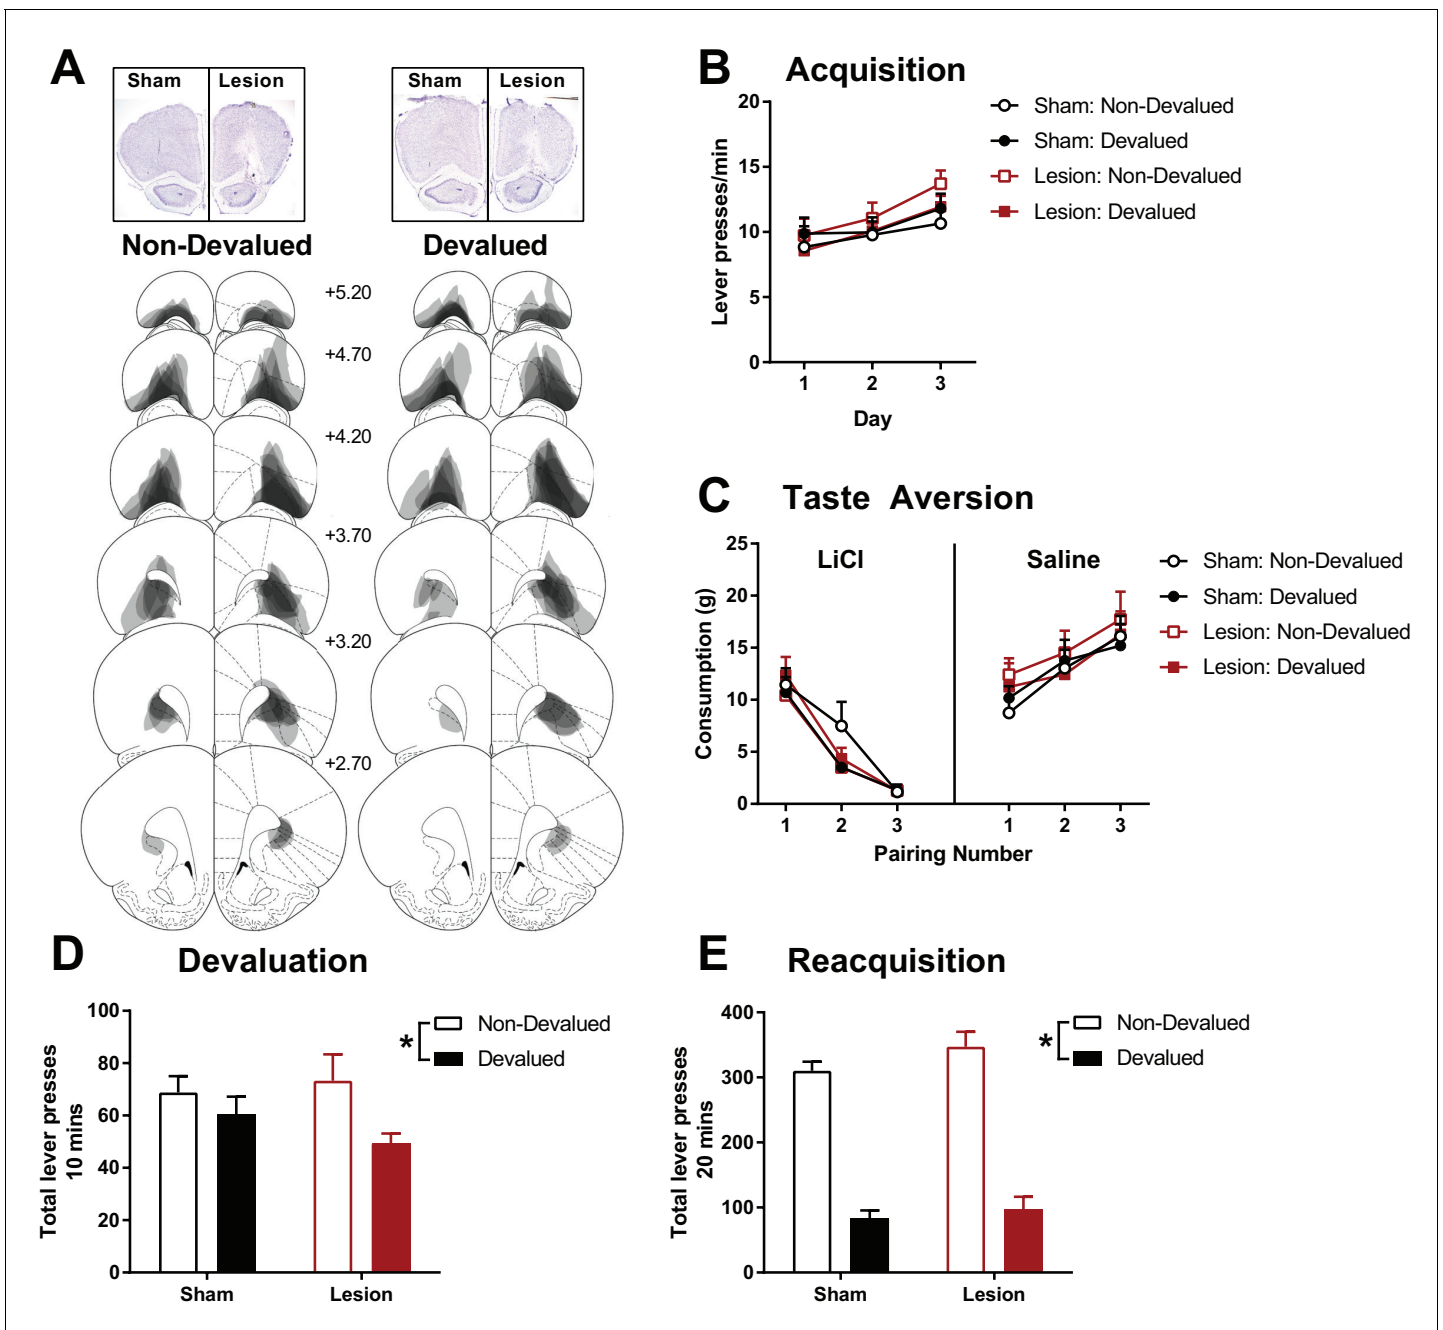 A
Sham
Lesion
Sham
Lesion
Non-Devalued
Devalued
+5.20
+4.70
+4.20
+3.70
+3.20
+2.70
B Acquisition
Lever presses/min
20
15
10
5
0
1 2 3
Day
Sham: Non-Devalued
Sham: Devalued
Lesion: Non-Devalued
Lesion: Devalued
C Taste Aversion
Consumption (g)
25
20
15
10
5
0
LiCl
Saline
1 2 3 1 2 3
Pairing Number
Sham: Non-Devalued
Sham: Devalued
Lesion: Non-Devalued
Lesion: Devalued
D Devaluation
Total lever presses
10 mins
100
80
60
40
20
0
Sham Lesion
* Non-Devalued
Devalued
E Reacquisition
Total lever presses
20 mins
400
300
200
100
0
Sham Lesion
* Non-Devalued
Devalued